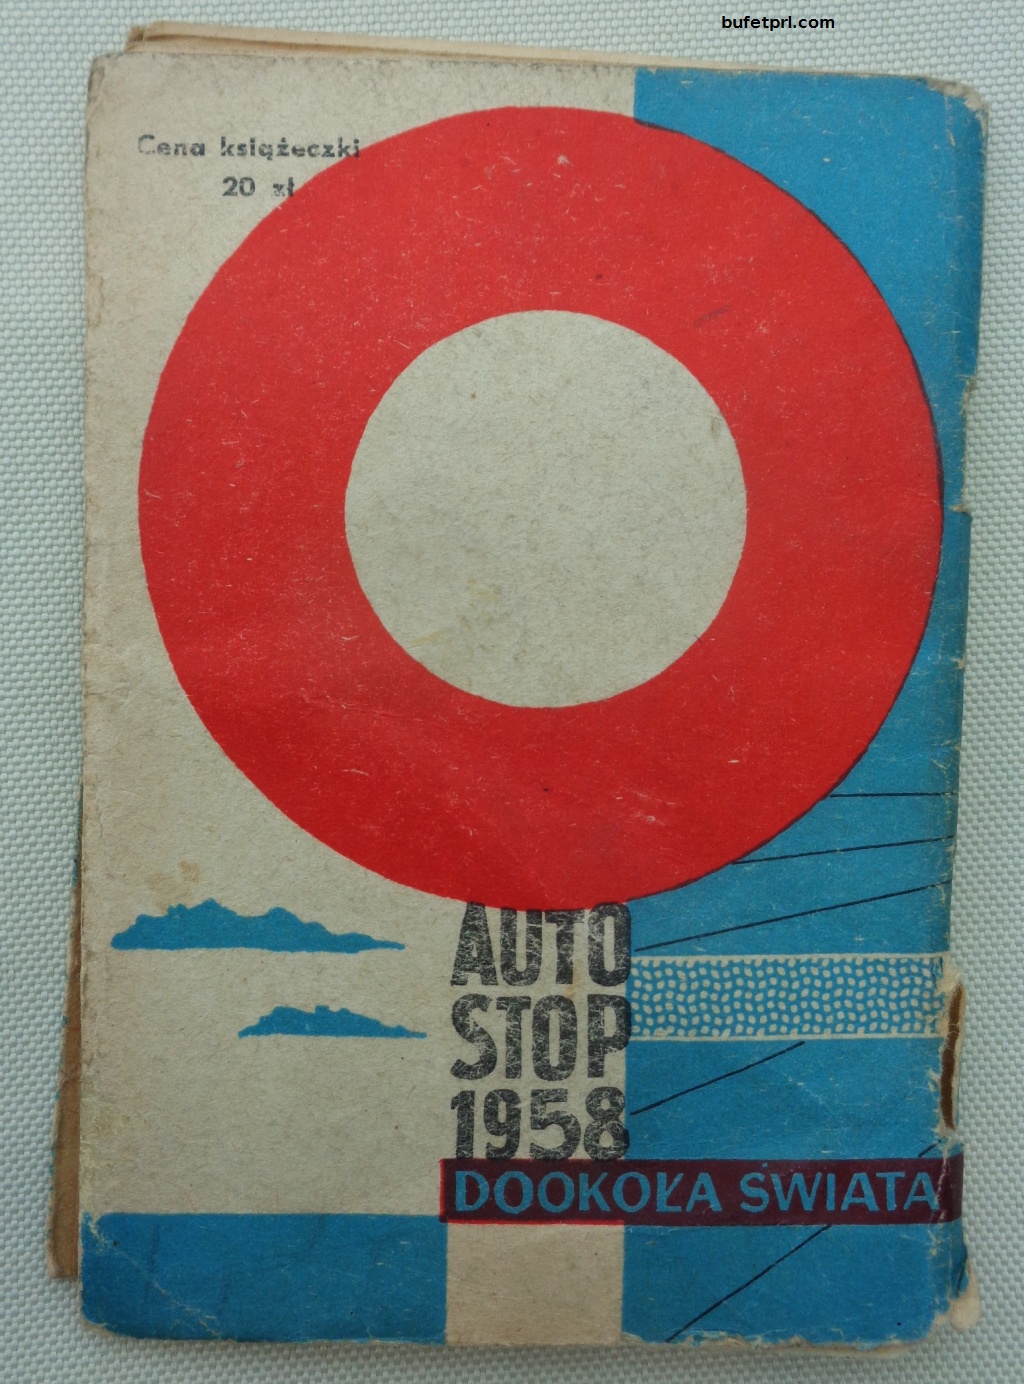 bufetprl.com
Cena książeczki
20 zł
AUTO
STOP
1958
DOOKOŁA ŚWIATA